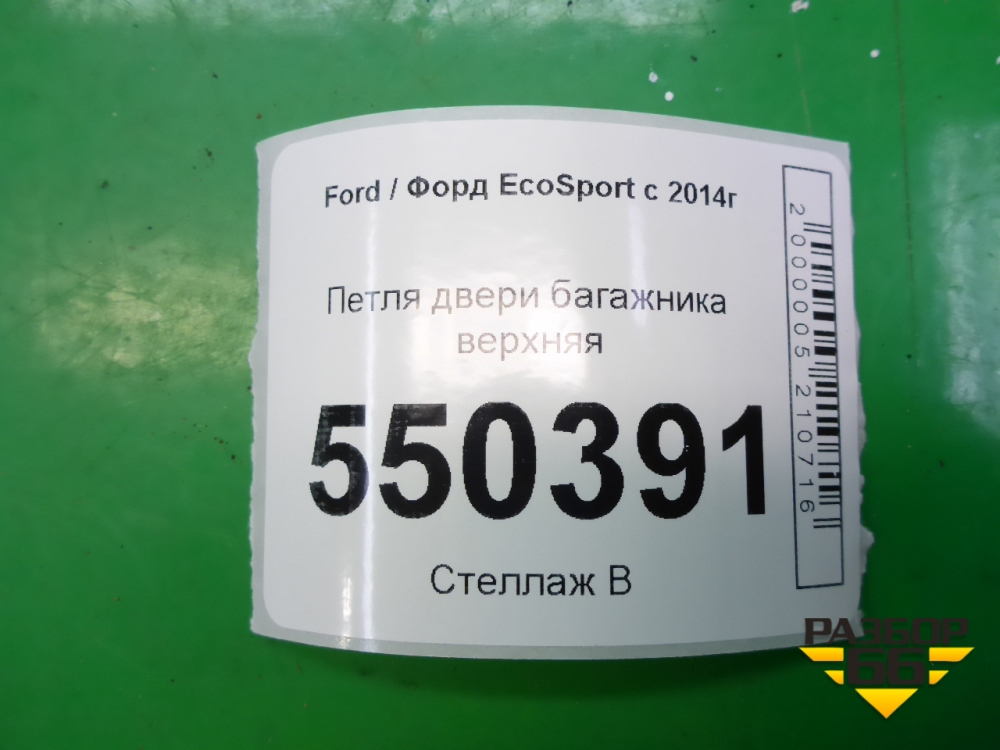 Ford / Форд EcoSport с 2014г
Петля двери багажника
верхняя
550391
Стеллаж В
2000005210716
РАЗБОР
66